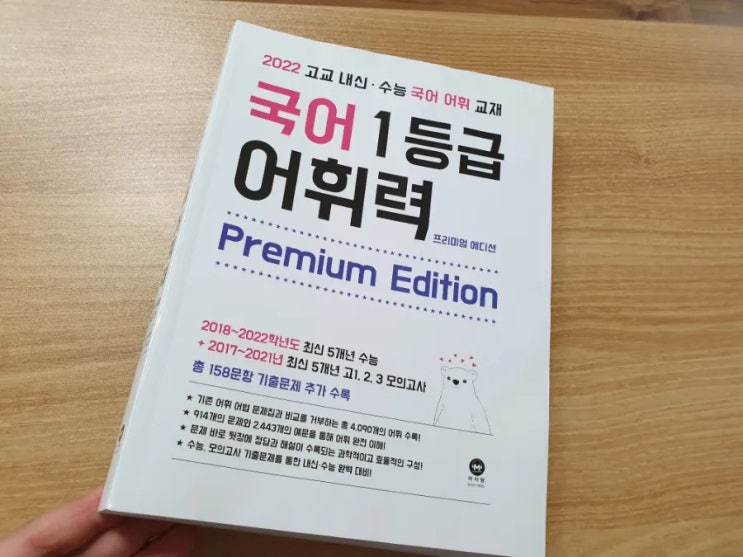 2022 고교 내신·수능 국어 어휘 교재
국어 1등급
어휘력
프리미엄 에디션
Premium Edition
2018~2022학년도 최신 5개년 수능
+ 2017~2021년 최신 5개년 고1, 2, 3 모의고사
총 158문항 기출문제 추가 수록
★ 기존 어휘 어법 문제집과 비교를 거부하는 총 4,090개의 어휘 수록!
★ 914개의 문제와 2,443개의 예문을 통해 어휘 완전 이해!
★ 문제 바로 뒷장에 정답과 해설이 수록되는 과학적이고 효율적인 구성!
★ 수능, 모의고사 기출문제를 통한 내신·수능 완벽 대비!